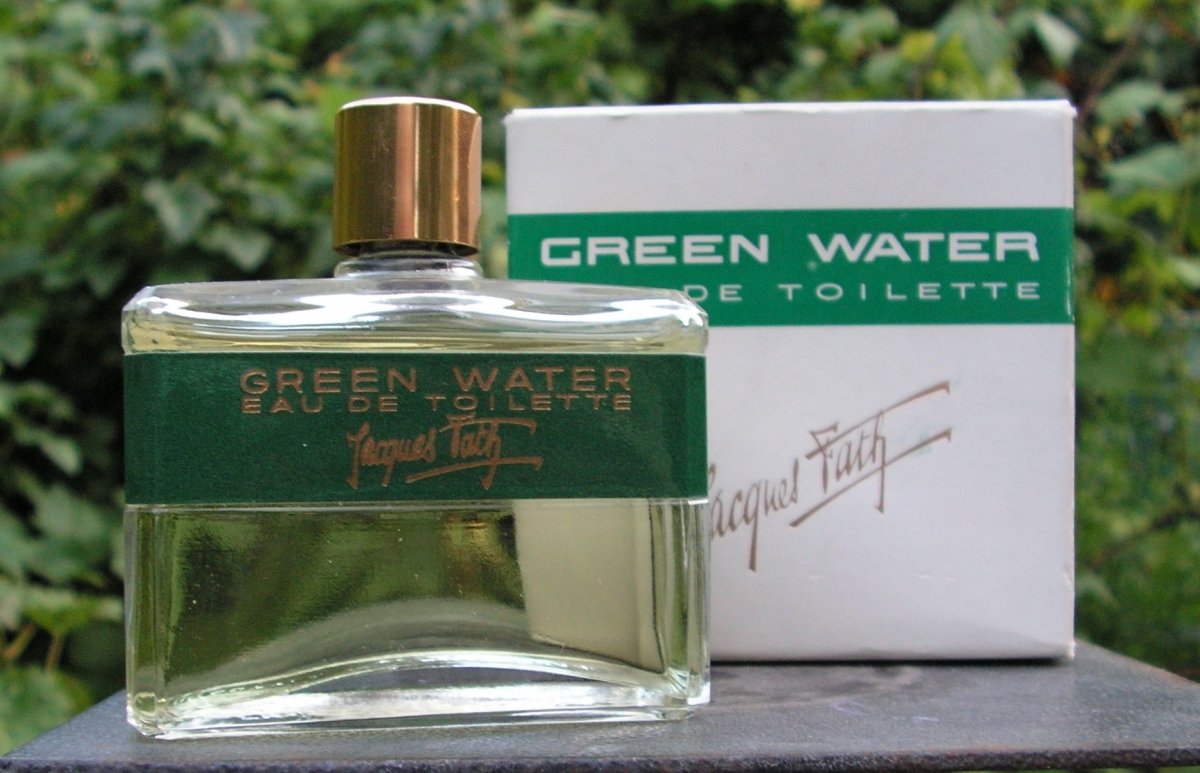 GREEN WATER
EAU DE TOILETTE
Jacques Fath
GREEN WATER
DE TOILETTE
Jacques Fath